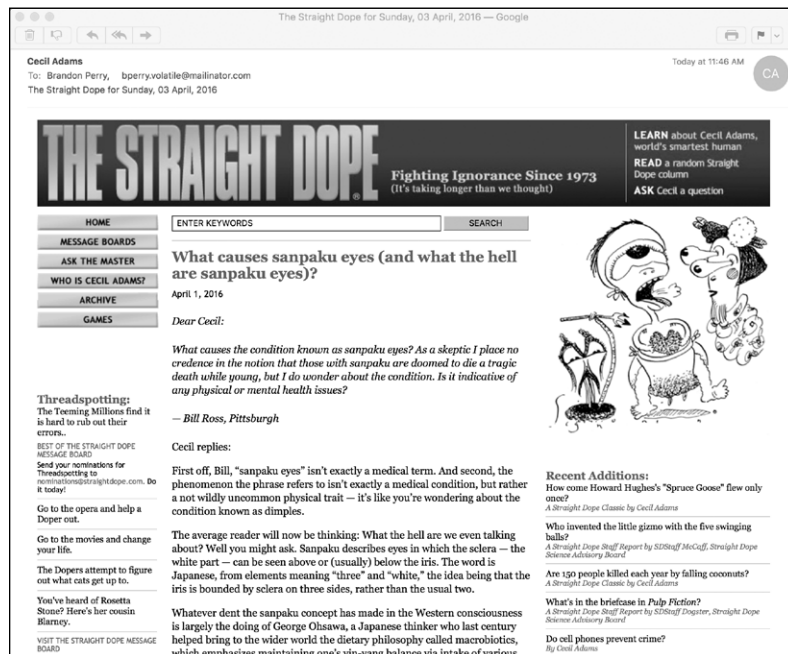 The Straight Dope for Sunday, 03 April, 2016 — Google
Cecil Adams
To: Brandon Perry, bperry.volatile@mailinator.com
The Straight Dope for Sunday, 03 April, 2016
Today at 11:46 AM
CA
THE STRAIGHT DOPE®
Fighting Ignorance Since 1973
(It's taking longer than we thought)
LEARN about Cecil Adams,
world's smartest human
READ a random Straight
Dope column
ASK Cecil a question
HOME
MESSAGE BOARDS
ASK THE MASTER
WHO IS CECIL ADAMS?
ARCHIVE
GAMES
Threadspotting:
The Teeming Millions find it
is hard to rub out their
errors..
BEST OF THE STRAIGHT DOPE
MESSAGE BOARD
Send your nominations for
Threadspotting to
nominations@straightdope.com. Do
it today!
Go to the opera and help a
Doper out.
Go to the movies and change
your life.
The Dopers attempt to figure
out what cats get up to.
You've heard of Rosetta
Stone? Here's her cousin
Blarney.
VISIT THE STRAIGHT DOPE MESSAGE
BOARD
ENTER KEYWORDS
SEARCH
What causes sanpaku eyes (and what the hell
are sanpaku eyes)?
April 1, 2016
Dear Cecil:
What causes the condition known as sanpaku eyes? As a skeptic I place no
credence in the notion that those with sanpaku are doomed to die a tragic
death while young, but I do wonder about the condition. Is it indicative of
any physical or mental health issues?
— Bill Ross, Pittsburgh
Cecil replies:
First off, Bill, “sanpaku eyes” isn't exactly a medical term. And second, the
phenomenon the phrase refers to isn't exactly a medical condition, but rather
a not wildly uncommon physical trait — it's like you're wondering about the
condition known as dimples.
The average reader will now be thinking: What the hell are we even talking
about? Well you might ask. Sanpaku describes eyes in which the sclera — the
white part — can be seen above or (usually) below the iris. The word is
Japanese, from elements meaning “three” and “white,” the idea being that the
iris is bounded by sclera on three sides, rather than the usual two.
Whatever dent the sanpaku concept has made in the Western consciousness
is largely the doing of George Ohsawa, a Japanese thinker who last century
helped bring to the wider world the dietary philosophy called macrobiotics,
which emphasizes maintaining one's yin-yang balance via intake of various
Recent Additions:
How come Howard Hughes's "Spruce Goose" flew only
once?
A Straight Dope Classic by Cecil Adams
Who invented the little gizmo with the five swinging
balls?
A Straight Dope Staff Report by SDStaff McCaff, Straight Dope
Science Advisory Board
Are 150 people killed each year by falling coconuts?
A Straight Dope Classic by Cecil Adams
What's in the briefcase in Pulp Fiction?
A Straight Dope Staff Report by SDStaff Dogster, Straight Dope
Science Advisory Board
Do cell phones prevent crime?
By Cecil Adams